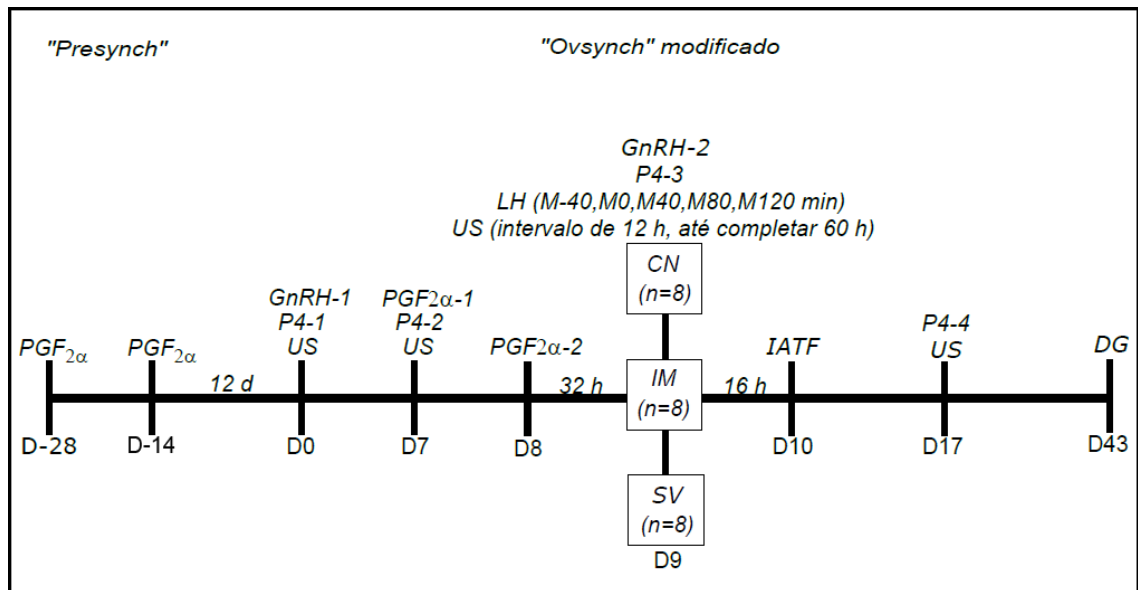 "Presynch"
"Ovsynch" modificado
GnRH-2
P4-3
LH (M-40,M0,M40,M80,M120 min)
US (intervalo de 12 h, até completar 60 h)
CN
(n=8)
GnRH-1
P4-1
US
PGF2α-1
P4-2
US
P4-4
US
PGF2α
PGF2α
PGF2α-2
IATF
DG
12 d
32 h
IM
(n=8)
16 h
D-28
D-14
D0
D7
D8
D10
D17
D43
SV
(n=8)
D9